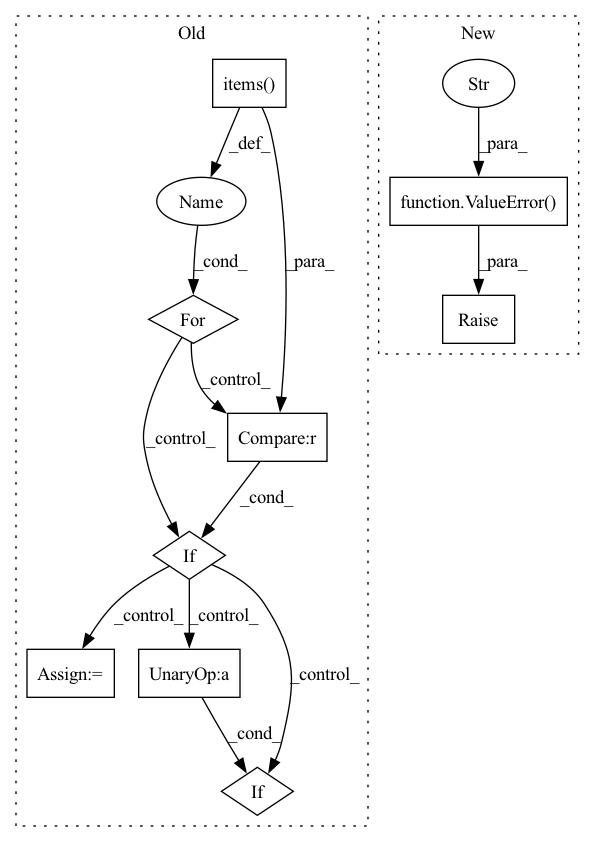 Old
New
items()
Str
_def_
_para_
Name
function.ValueError()
_cond_
_para_
_para_
For
Raise
_control_
_control_
Compare:r
_cond_
If
_control_
_control_
_control_
Assign:=
UnaryOp:a
_cond_
If